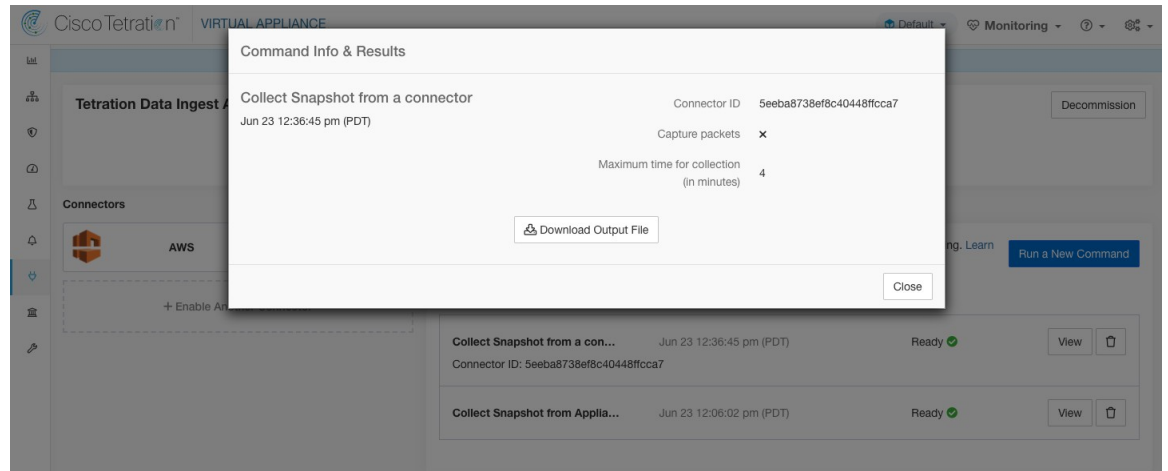 Cisco Tetration™ VIRTUAL APPLIANCE
Default
Monitoring
Command Info & Results
Tetration Data Ingest
Decommission
Collect Snapshot from a connector
Jun 23 12:36:45 pm (PDT)
Connector ID 5eeba8738ef8c40448ffcca7
Capture packets ×
Maximum time for collection
(in minutes)
4
Connectors
Download Output File
AWS
Learn
Run a New Command
Close
+ Enable
Collect Snapshot from a con... Jun 23 12:36:45 pm (PDT) Ready View
Connector ID: 5eeba8738ef8c40448ffcca7
Collect Snapshot from Applia... Jun 23 12:06:02 pm (PDT) Ready View